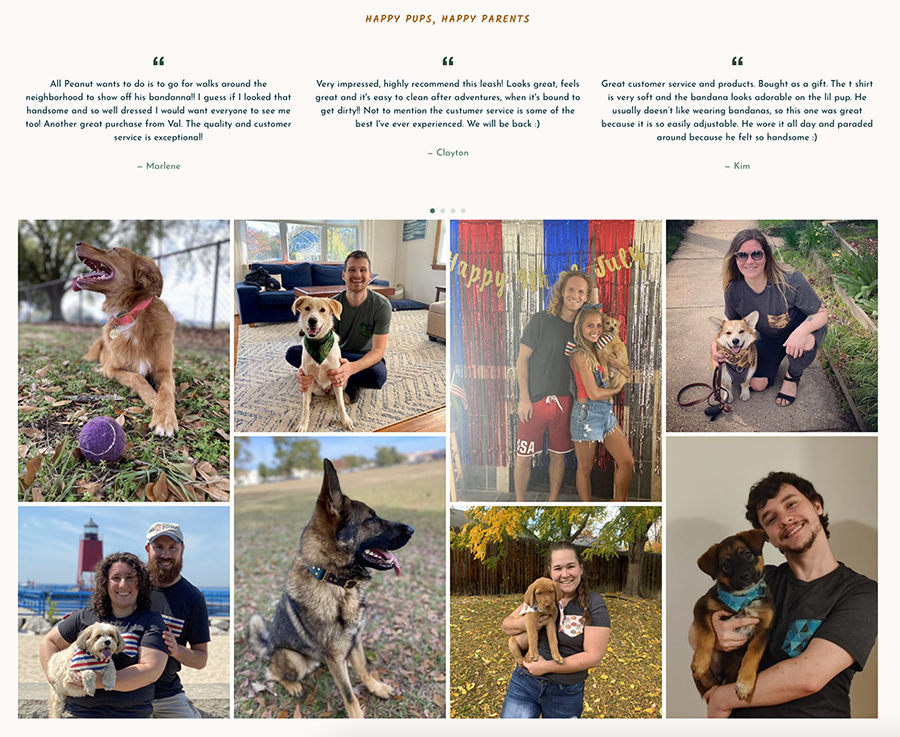 HAPPY PUPS, HAPPY PARENTS
“
All Peanut wants to do is to go for walks around the
neighborhood to show off his bandanna!! I guess if I looked that
handsome and so well dressed I would want everyone to see me
too! Another great purchase from Val. The quality and customer
service is exceptional!
– Marlene
“
Very impressed, highly recommend this leash! Looks great, feels
great and it's easy to clean after adventures, when it's bound to
get dirty!! Not to mention the custumer service is some of the
best I've ever experienced. We will be back :)
– Clayton
“
Great customer service and products. Bought as a gift. The t shirt
is very soft and the bandana looks adorable on the lil pup. He
usually doesn't like wearing bandanas, so this one was great
because it is so easily adjustable. He wore it all day and paraded
around because he felt so handsome :)
– Kim
Happy July
USA